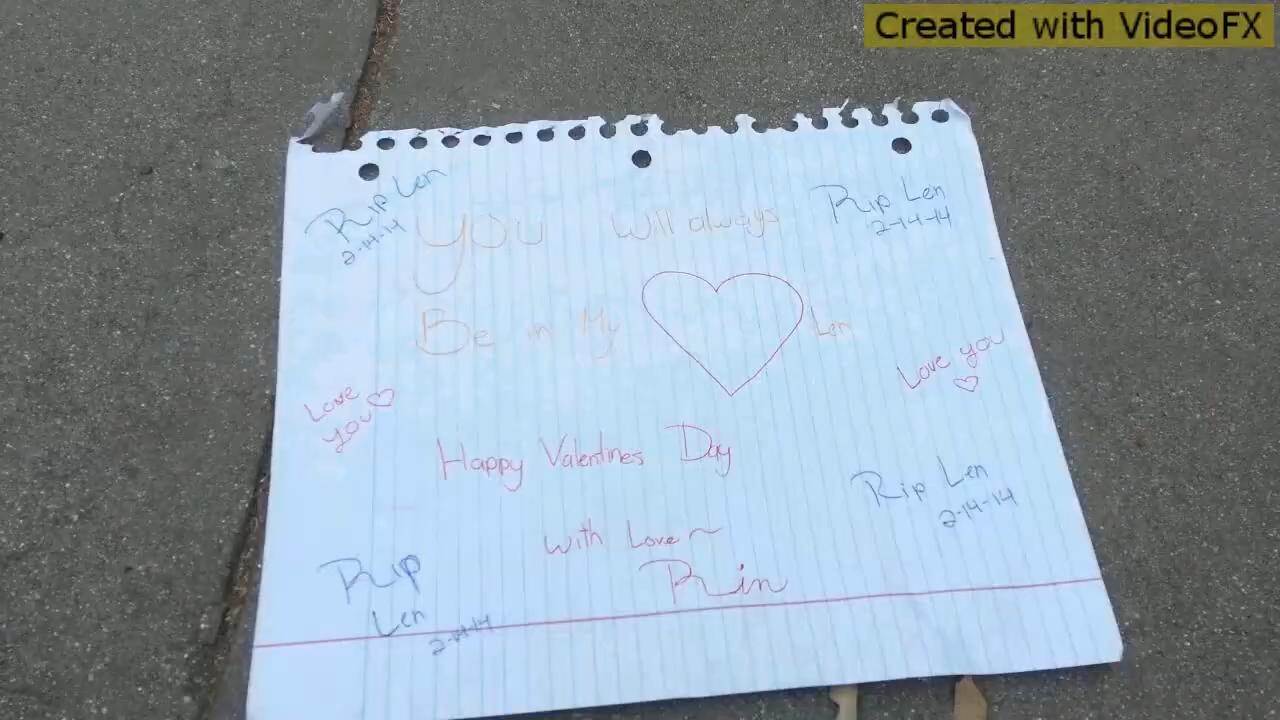 Created with VideoFX
Rip Len
2-14-14
Rip Len
2-14-14
You Will always
Be in My
Len
Love you
Love
you
Happy Valentines Day
Rip Len
2-14-14
With Love~
Rin
Rip
Len
2-14-14